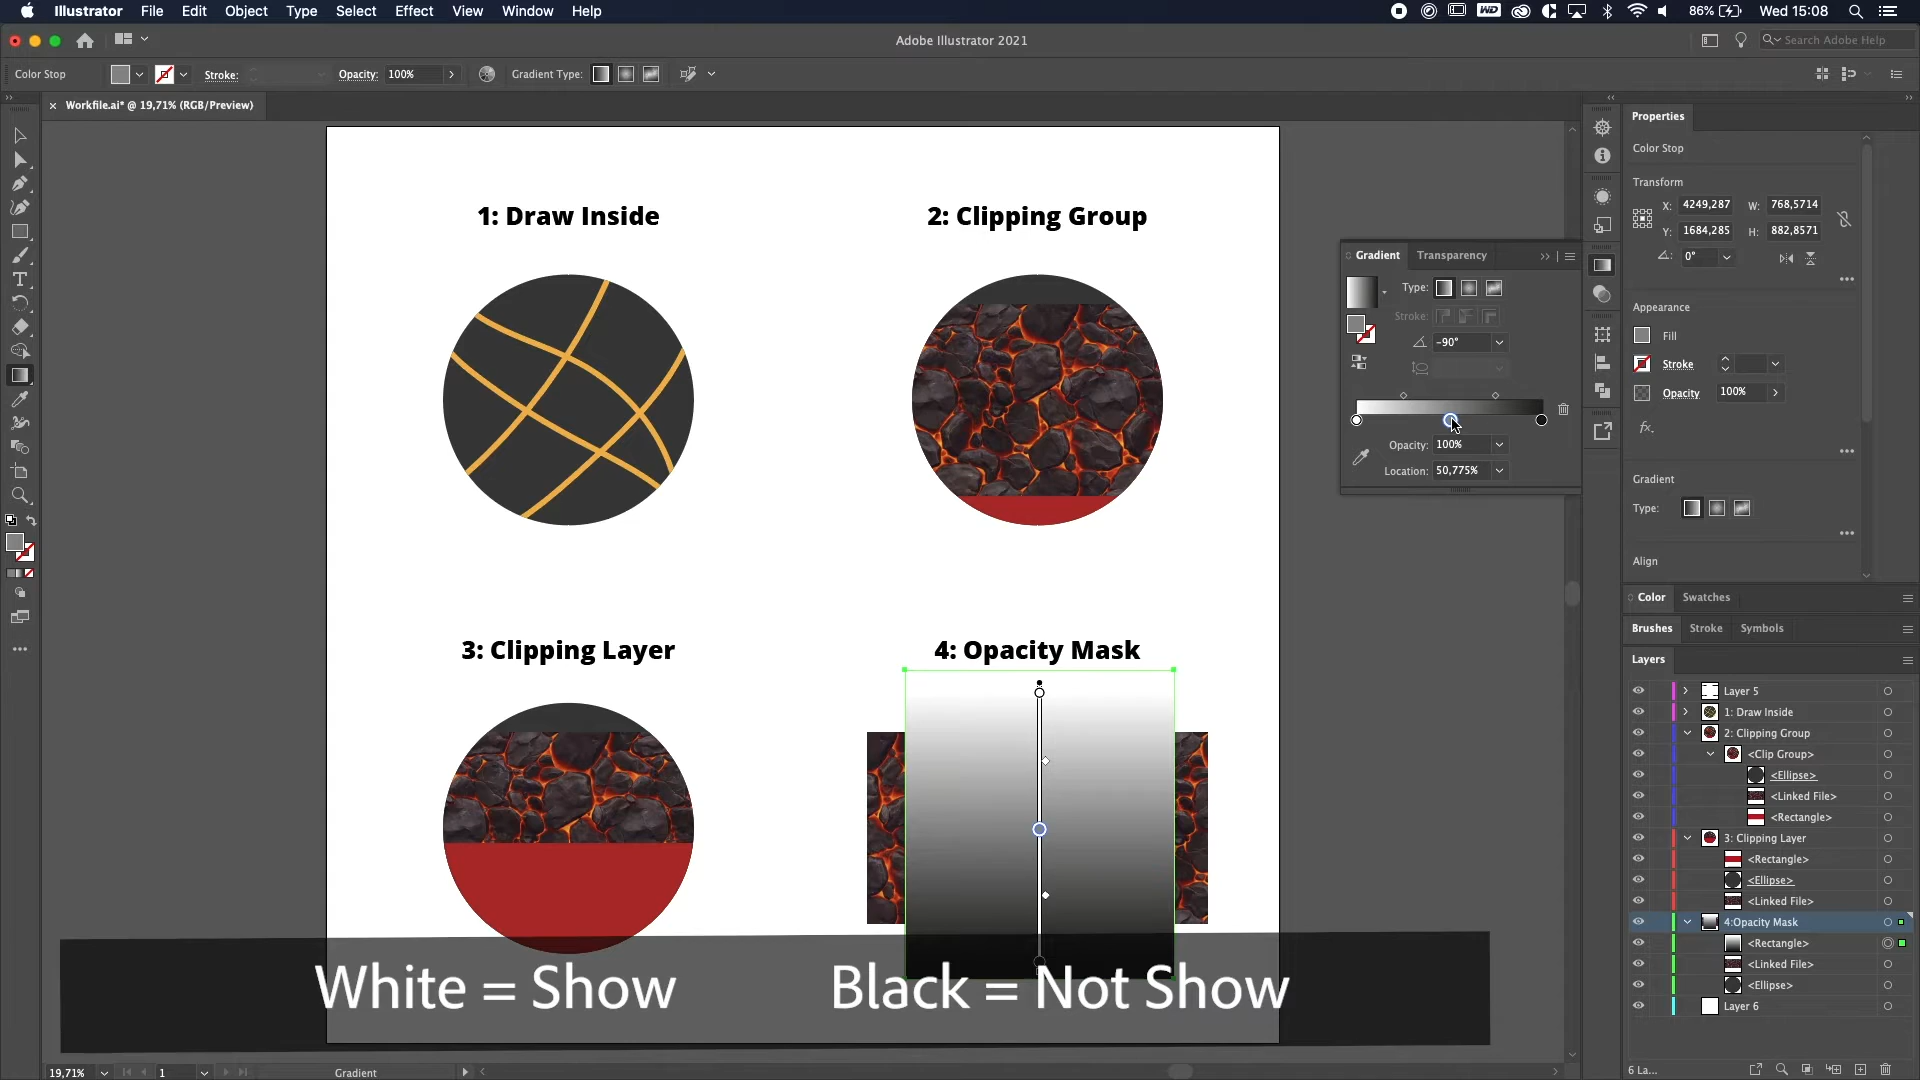 Illustrator File Edit Object Type Select Effect View Window Help
WD 86% Wed 15:08
Adobe Illustrator 2021
Search Adobe Help
Color Stop Stroke: Opacity: 100% Gradient Type:
Workfile.ai* @ 19,71% (RGB/Preview)
1: Draw Inside
2: Clipping Group
3: Clipping Layer
4: Opacity Mask
White = Show Black = Not Show
Gradient Transparency
Type:
Stroke:
-90°
Opacity: 100%
Location: 50,775%
Properties
Color Stop
Transform
X: 4249,287 W: 768,5714
Y: 1684,285 H: 882,8571
0°
Appearance
Fill
Stroke
Opacity 100%
fx.
Gradient
Type:
Align
Color Swatches
Brushes Stroke Symbols
Layers
Layer 5
1: Draw Inside
2: Clipping Group
<Clip Group>
<Ellipse>
<Linked File>
<Rectangle>
3: Clipping Layer
<Rectangle>
<Ellipse>
<Linked File>
4:Opacity Mask
<Rectangle>
<Linked File>
<Ellipse>
Layer 6
6 La...
19,71% 1 Gradient